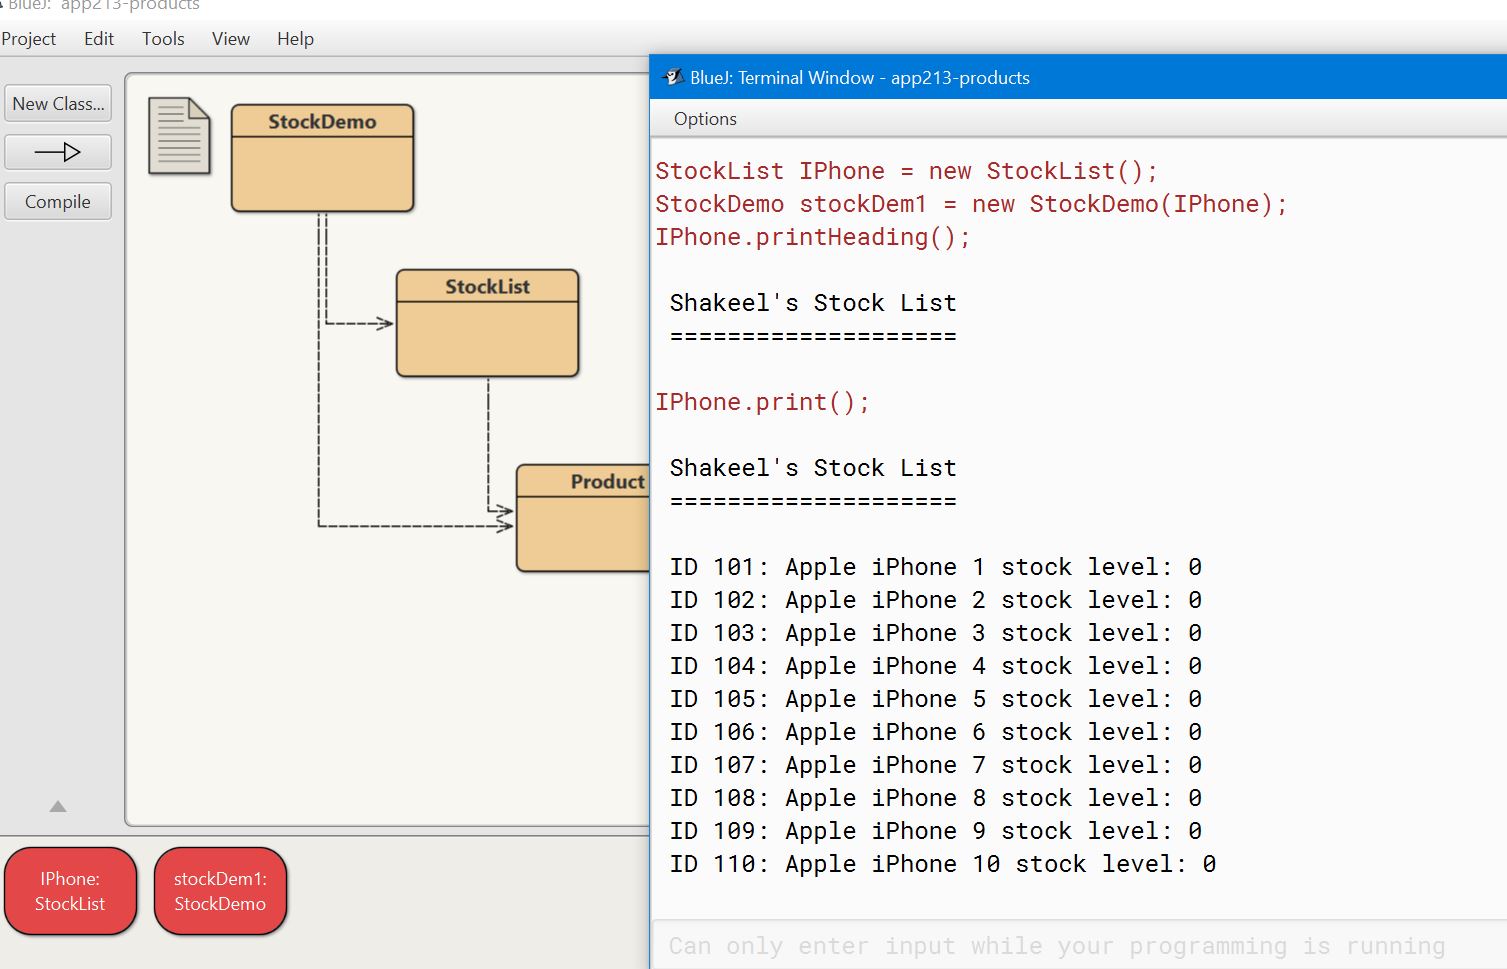 BlueJ: app213-products
Project Edit Tools View Help
New Class...
Compile
StockDemo
StockList
Product
IPhone:
StockList
stockDem1:
StockDemo
BlueJ: Terminal Window - app213-products
Options
StockList IPhone = new StockList();
StockDemo stockDem1 = new StockDemo(IPhone);
IPhone.printHeading();
Shakeel's Stock List
====================
IPhone.print();
Shakeel's Stock List
====================
ID 101: Apple iPhone 1 stock level: 0
ID 102: Apple iPhone 2 stock level: 0
ID 103: Apple iPhone 3 stock level: 0
ID 104: Apple iPhone 4 stock level: 0
ID 105: Apple iPhone 5 stock level: 0
ID 106: Apple iPhone 6 stock level: 0
ID 107: Apple iPhone 7 stock level: 0
ID 108: Apple iPhone 8 stock level: 0
ID 109: Apple iPhone 9 stock level: 0
ID 110: Apple iPhone 10 stock level: 0
Can only enter input while your programming is running